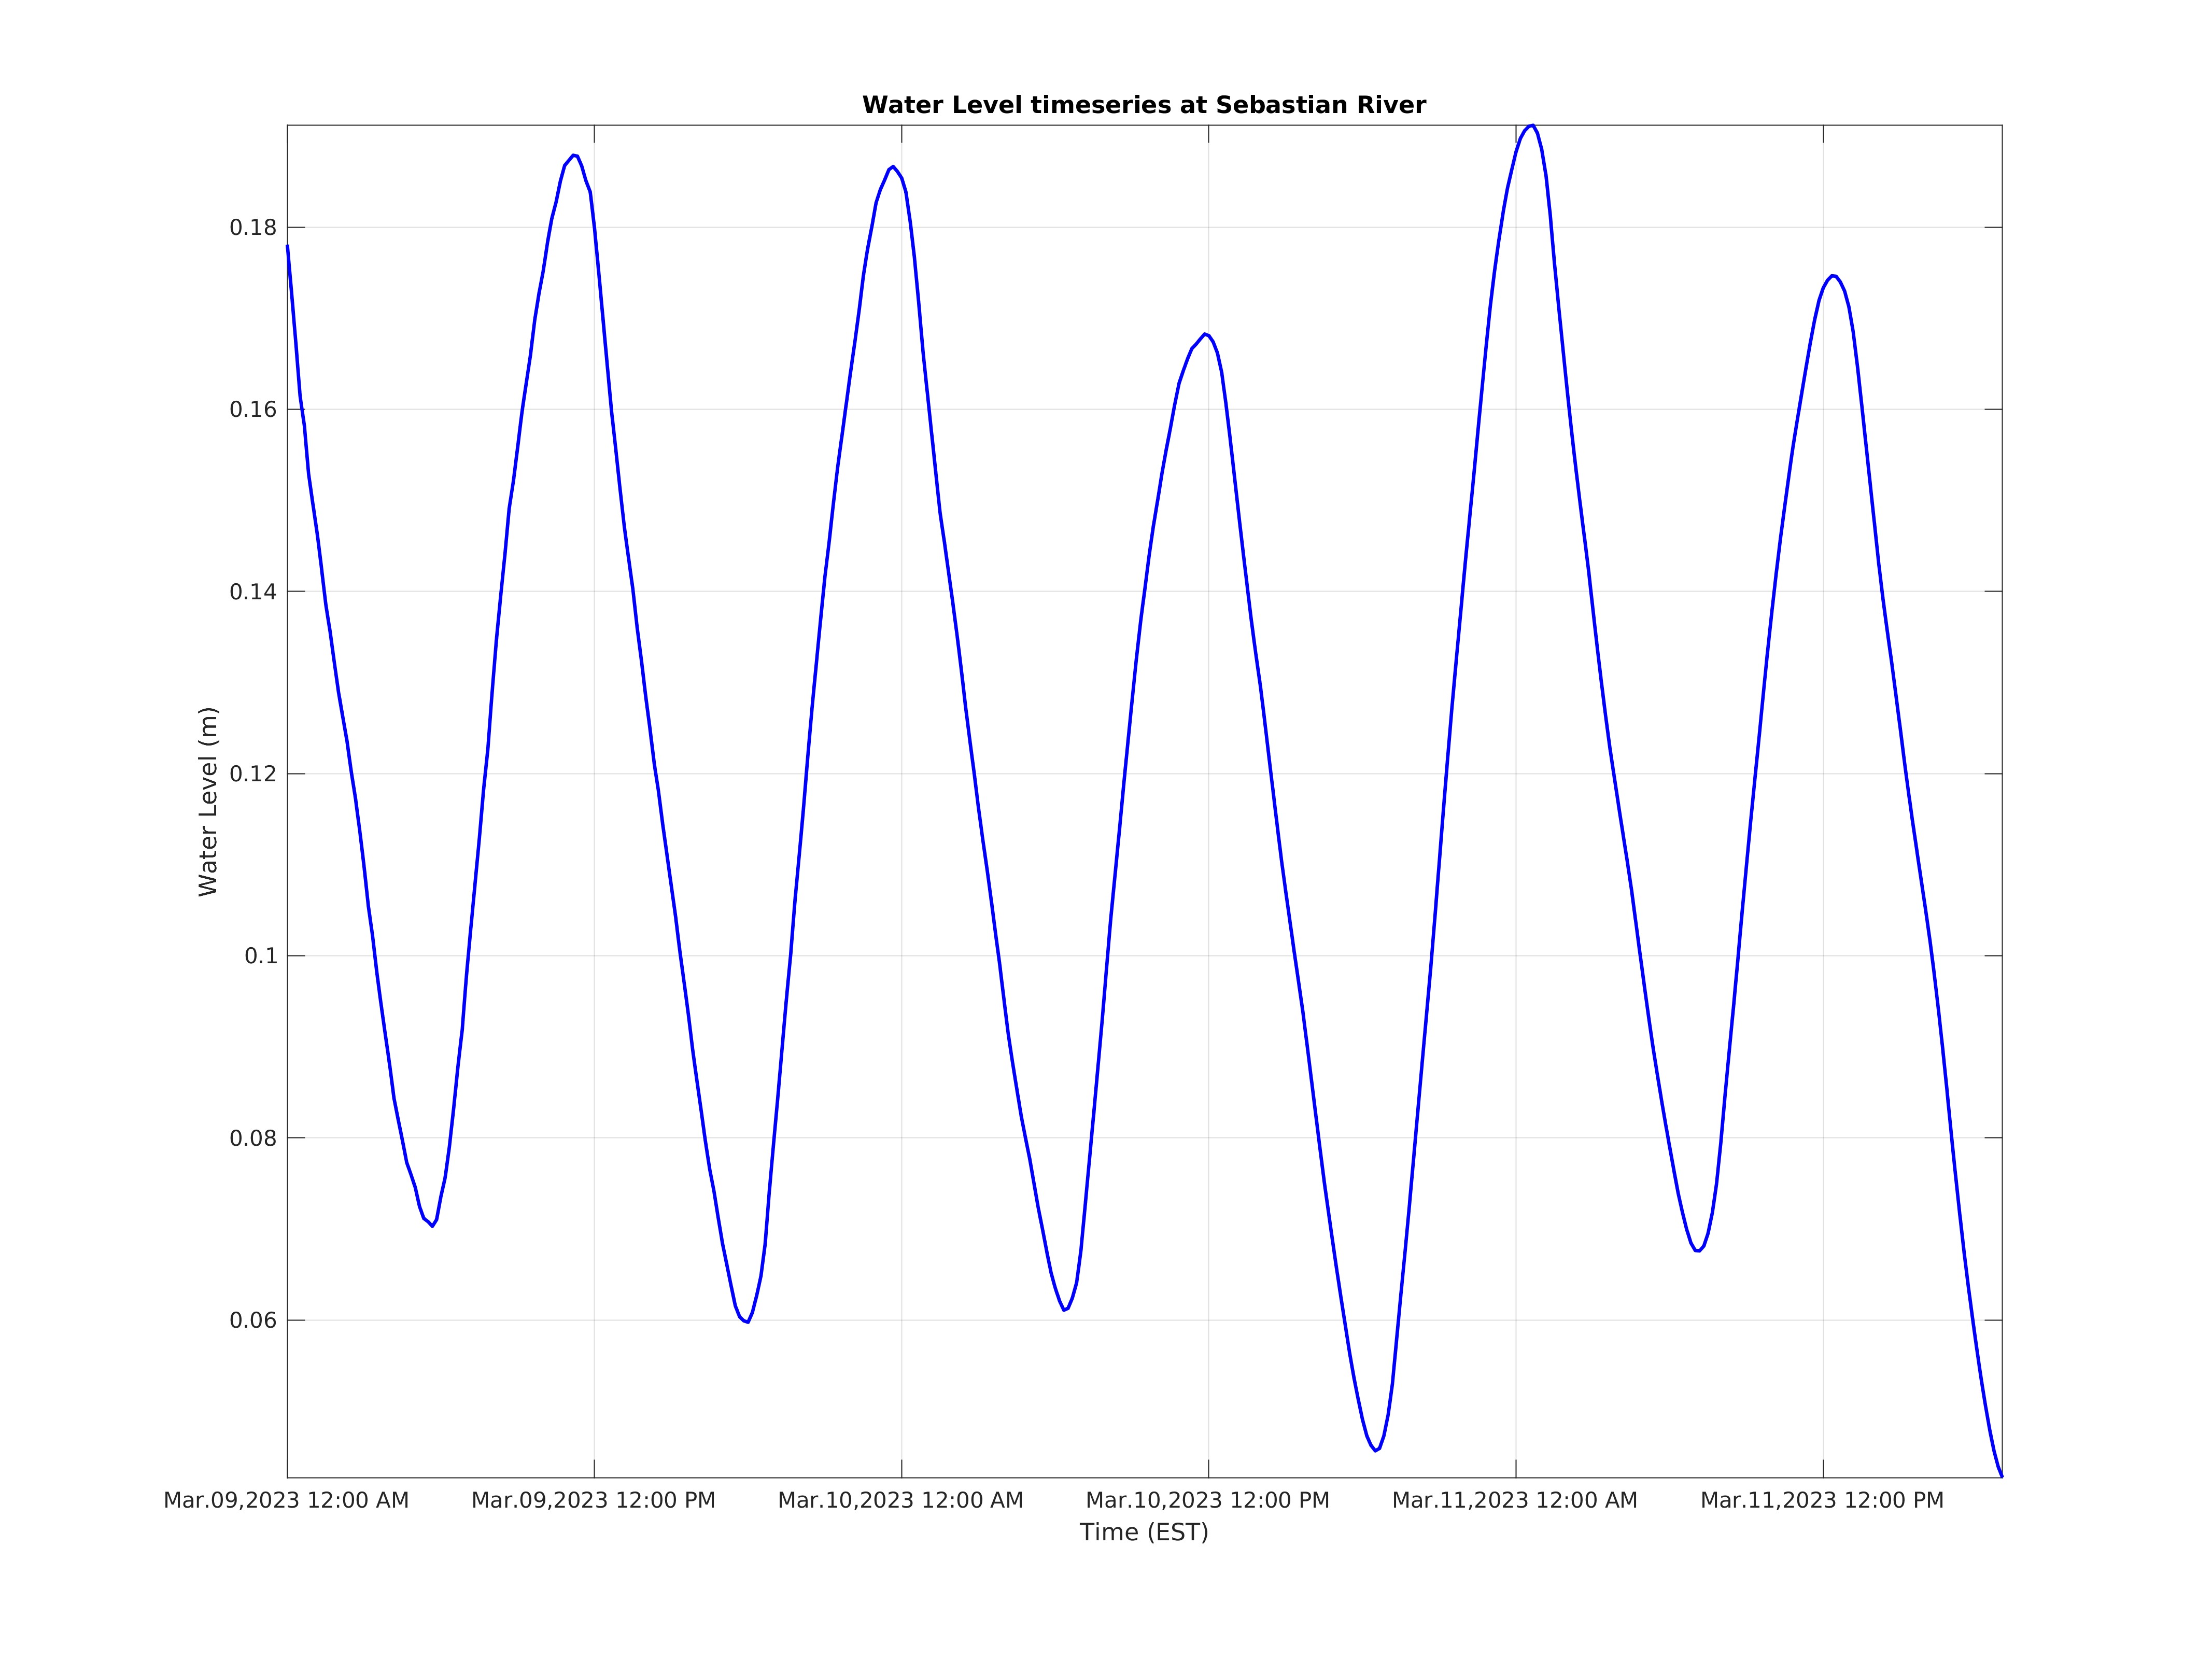 Water Level timeseries at Sebastian River
0.18
0.16
0.14
0.12
0.1
0.08
0.06
Water Level (m)
Mar.09,2023 12:00 AM
Mar.09,2023 12:00 PM
Mar.10,2023 12:00 AM
Mar.10,2023 12:00 PM
Mar.11,2023 12:00 AM
Mar.11,2023 12:00 PM
Time (EST)